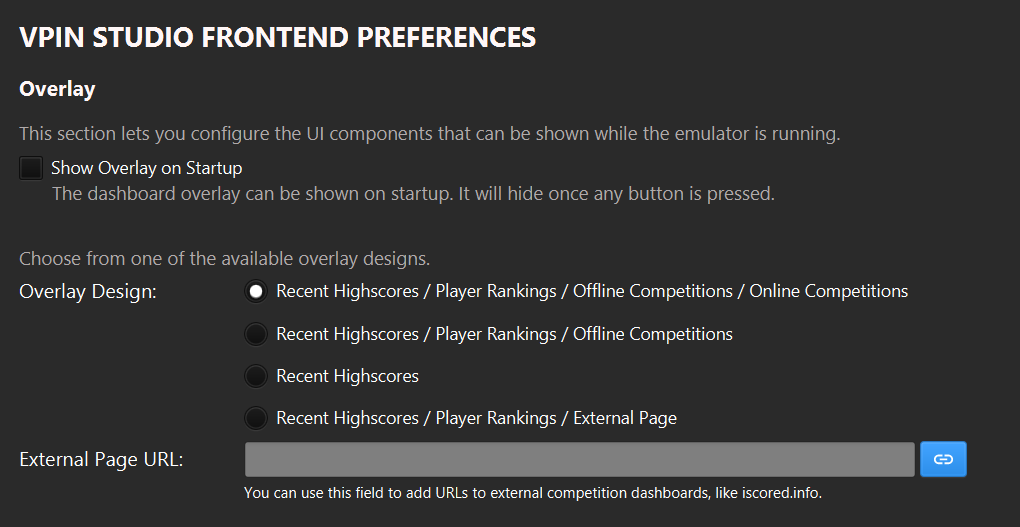 VPIN STUDIO FRONTEND PREFERENCES
Overlay
This section lets you configure the UI components that can be shown while the emulator is running.
Show Overlay on Startup
The dashboard overlay can be shown on startup. It will hide once any button is pressed.
Choose from one of the available overlay designs.
Overlay Design:
Recent Highscores / Player Rankings / Offline Competitions / Online Competitions
Recent Highscores / Player Rankings / Offline Competitions
Recent Highscores
Recent Highscores / Player Rankings / External Page
External Page URL:
You can use this field to add URLs to external competition dashboards, like iscored.info.